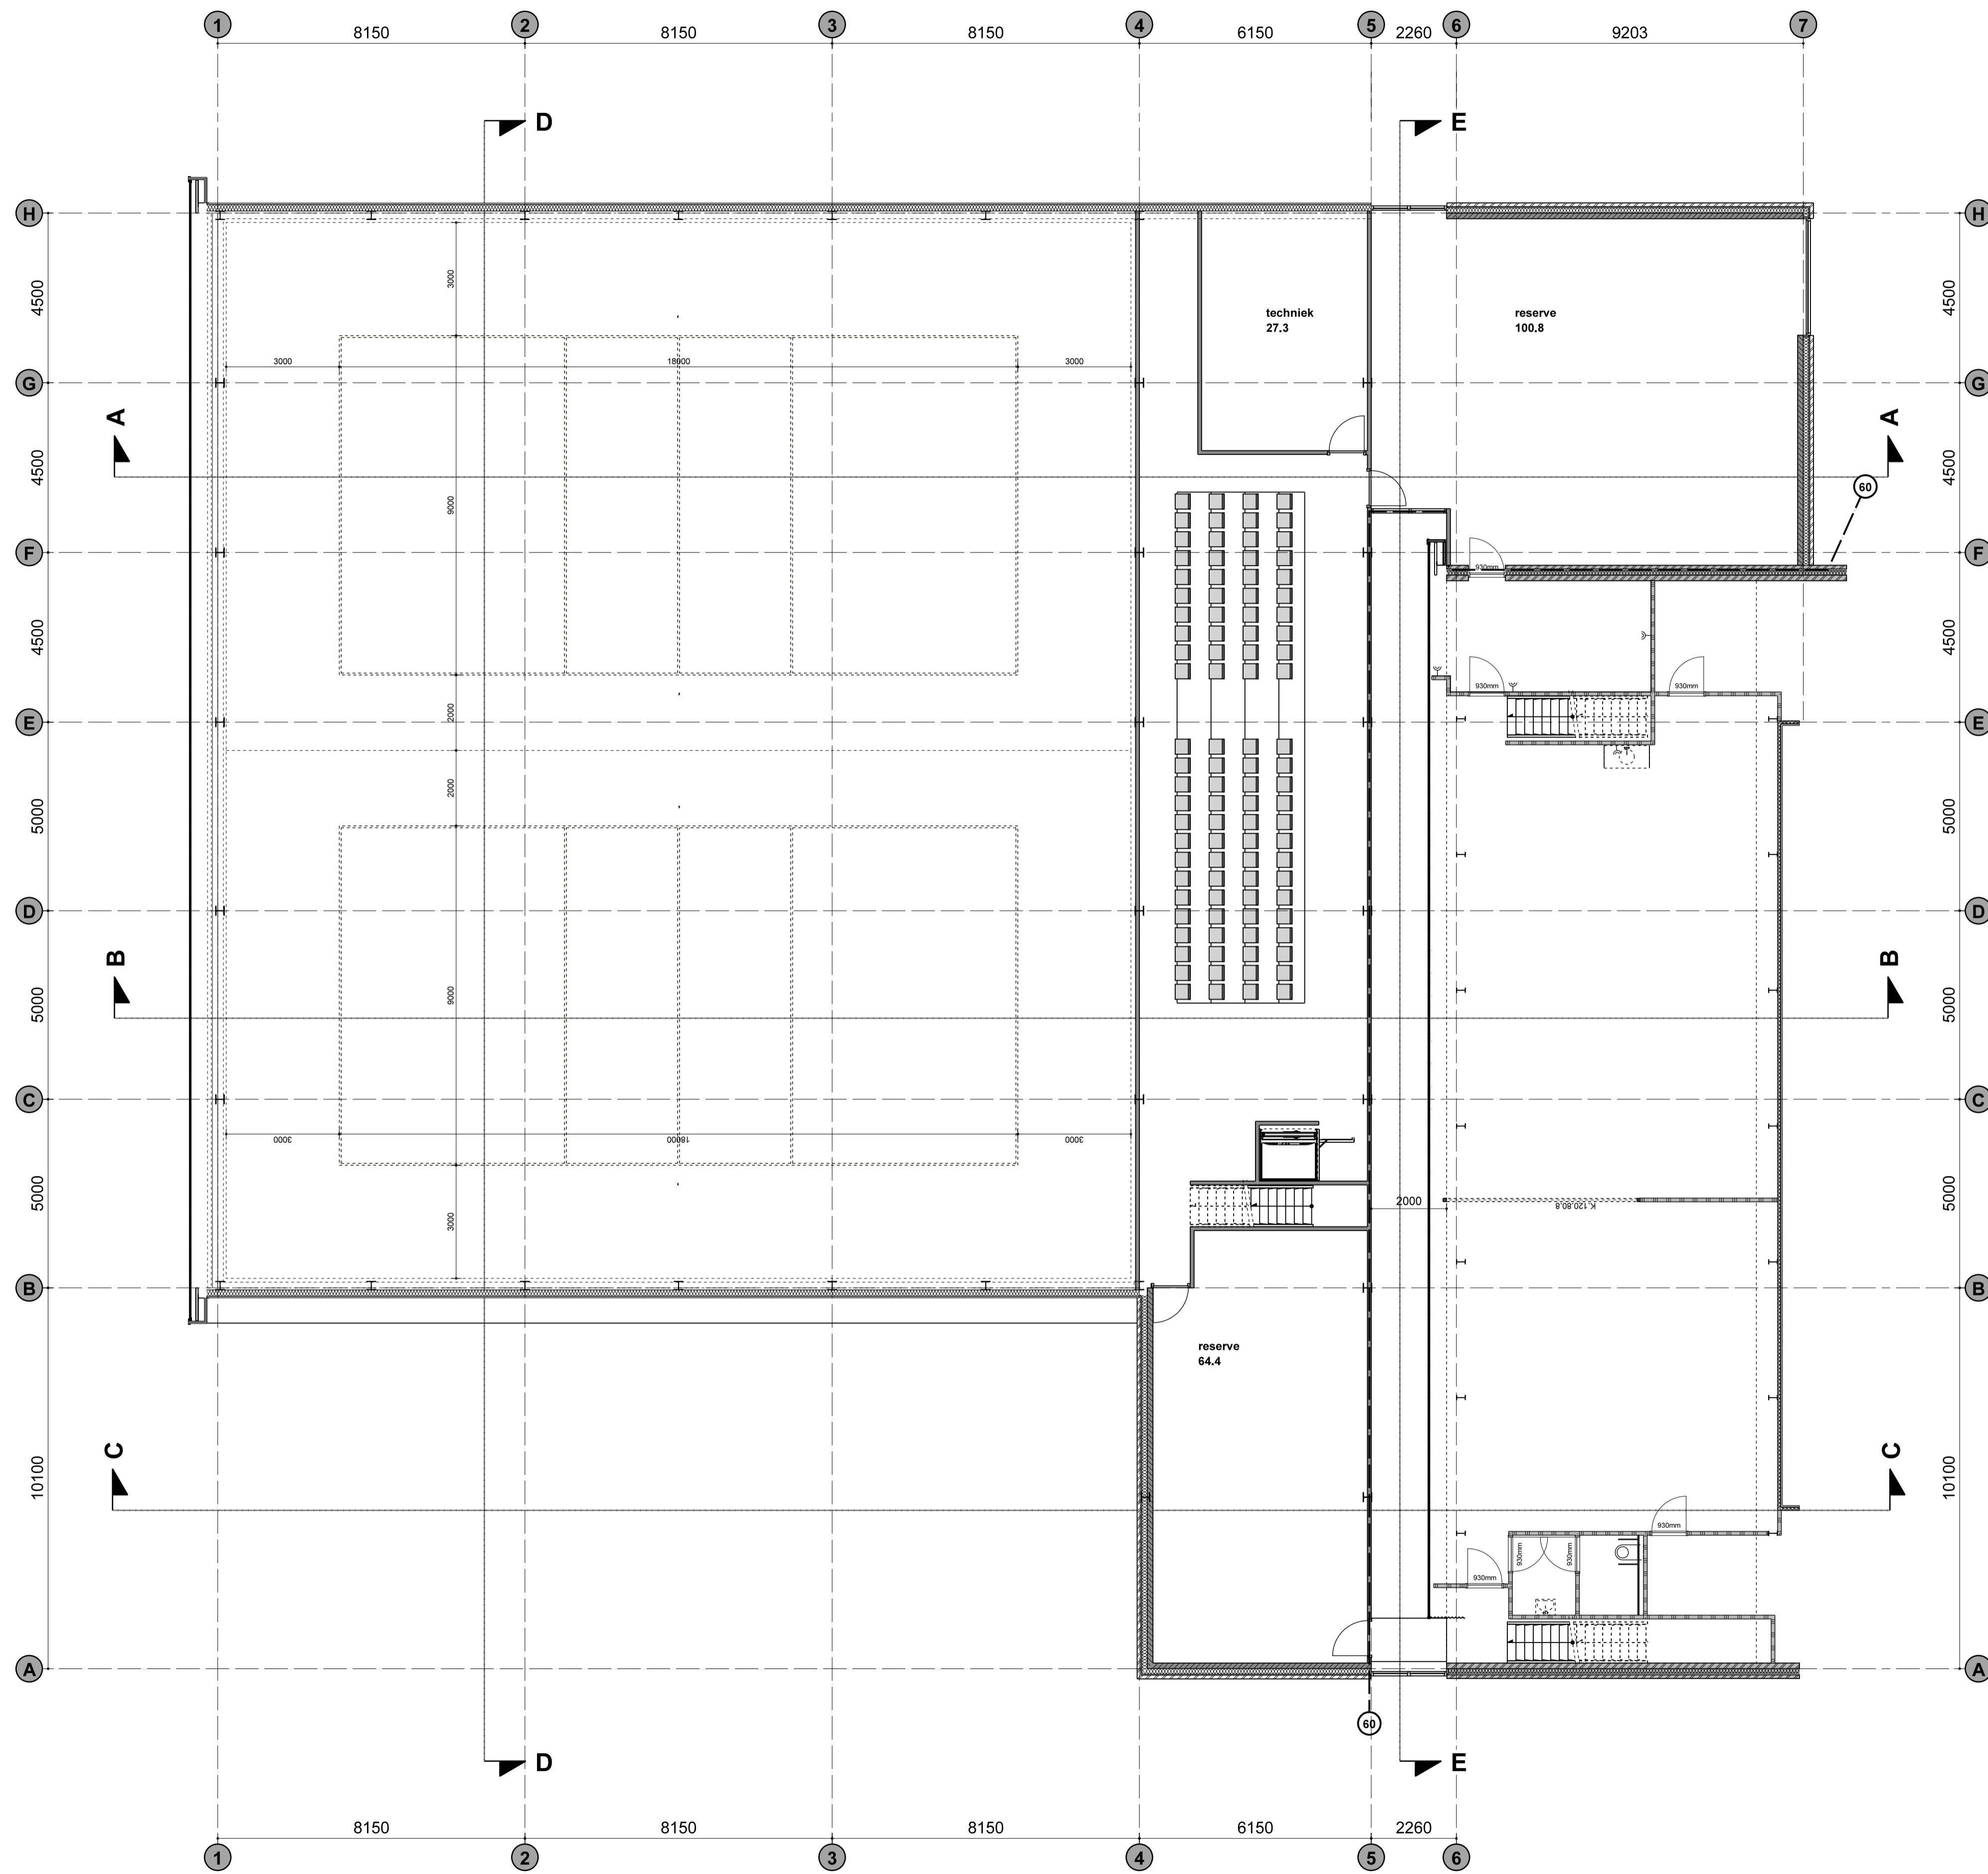 1 2 3 4 5 6 7
8150 8150 8150 6150 2260 9203
D E
H H
4500 4500
3000
techniek
27.3
reserve
100.8
3000 18000 3000
G G
A A
4500 4500
60
9000
F F
930mm
4500 4500
930mm 930mm
2000
E E
2000
5000 5000
D D
B B
9000
5000 5000
C C
3000 18000 3000
5000 5000
2000
K.120.80.8
3000
B B
reserve
64.4
C C
10100 10100
930mm
930mm 930mm
930mm
A A
60
D E
8150 8150 8150 6150 2260
1 2 3 4 5 6